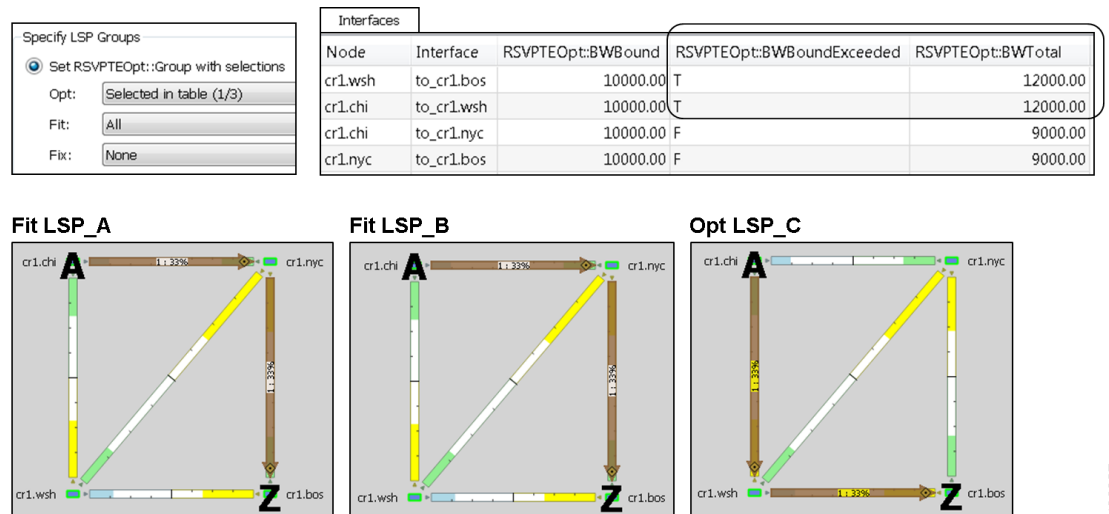 Specify LSP Groups
Set RSVPTEOpt::Group with selections
Opt: Selected in table (1/3)
Fit: All
Fix: None
Interfaces
Node Interface RSVPTEOpt::BWBound RSVPTEOpt::BWBoundExceeded RSVPTEOpt::BWTotal
cr1.wsh to_cr1.bos 10000.00 T 12000.00
cr1.chi to_cr1.wsh 10000.00 T 12000.00
cr1.chi to_cr1.nyc 10000.00 F 9000.00
cr1.nyc to_cr1.bos 10000.00 F 9000.00
Fit LSP_A
cr1.chi A 1:33% cr1.nyc
1:33%
cr1.wsh Z cr1.bos
Fit LSP_B
cr1.chi A 1:33% cr1.nyc
1:33%
cr1.wsh Z cr1.bos
Opt LSP_C
cr1.chi A cr1.nyc
1:33%
cr1.wsh 1:33% Z cr1.bos